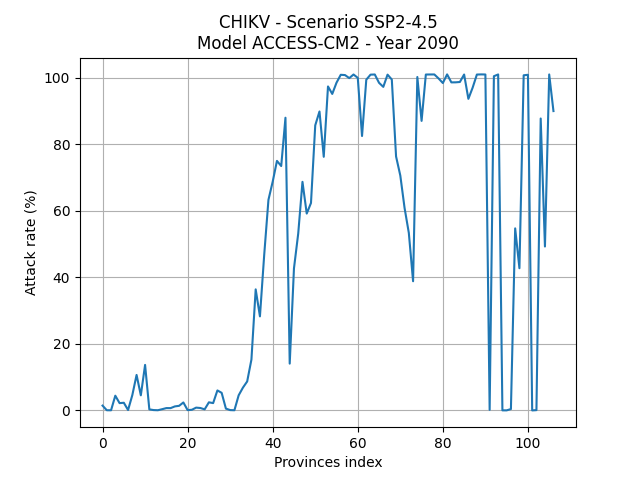 CHIKV - Scenario SSP2-4.5
Model ACCESS-CM2 - Year 2090
100
80
60
40
20
0
Attack rate (%)
0 20 40 60 80 100
Provinces index